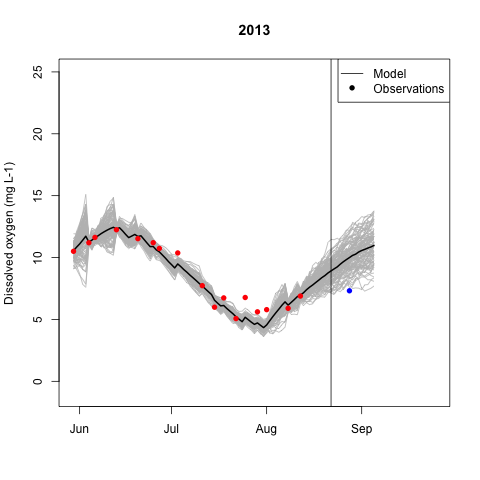 2013
Model
Observations
Dissolved oxygen (mg L-1)
25
20
15
10
5
0
Jun
Jul
Aug
Sep